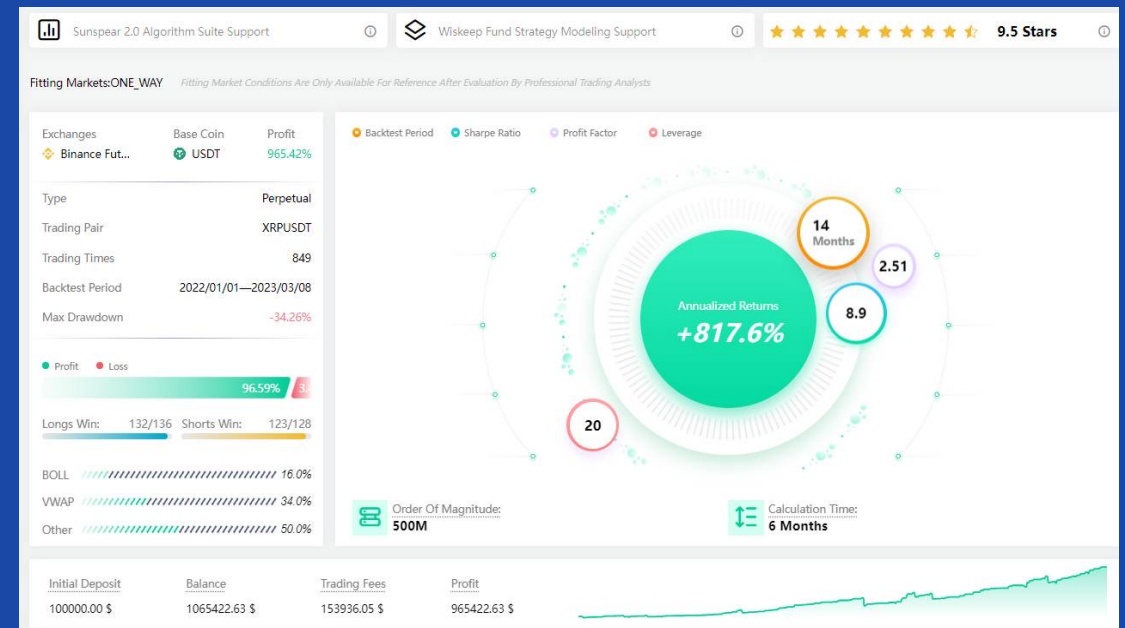 Sunspear 2.0 Algorithm Suite Support
Wiskeep Fund Strategy Modeling Support
9.5 Stars
Fitting Markets:ONE_WAY Fitting Market Conditions Are Only Available For Reference After Evaluation By Professional Trading Analysts
Exchanges Base Coin Profit
Binance Fut... USDT 965.42%
Type Perpetual
Trading Pair XRPUSDT
Trading Times 849
Backtest Period 2022/01/01—2023/03/08
Max Drawdown -34.26%
Profit Loss
96.59%
Longs Win: 132/136 Shorts Win: 123/128
BOLL 16.0%
VWAP 34.0%
Other 50.0%
Backtest Period Sharpe Ratio Profit Factor Leverage
14
Months
2.51
8.9
Annualized Returns
+817.6%
20
Order Of Magnitude:
500M
Calculation Time:
6 Months
Initial Deposit Balance Trading Fees Profit
100000.00 $ 1065422.63 $ 153936.05 $ 965422.63 $